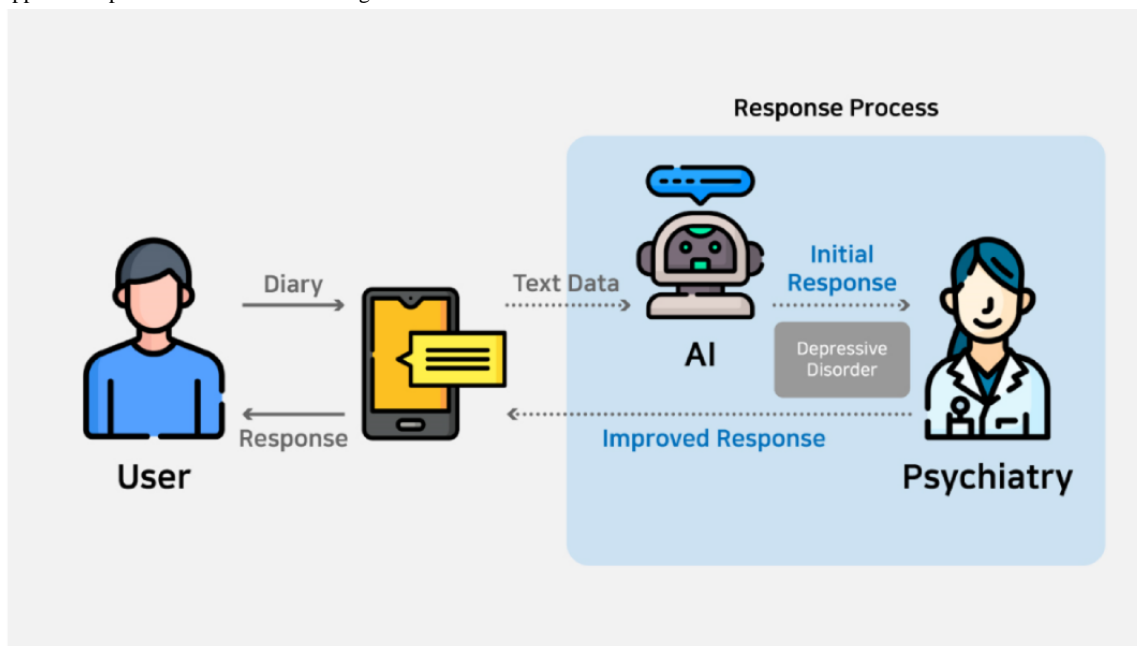 Response Process
Diary
Text Data
Initial
Response
AI
Depressive
Disorder
Response
Improved Response
User
Psychiatry